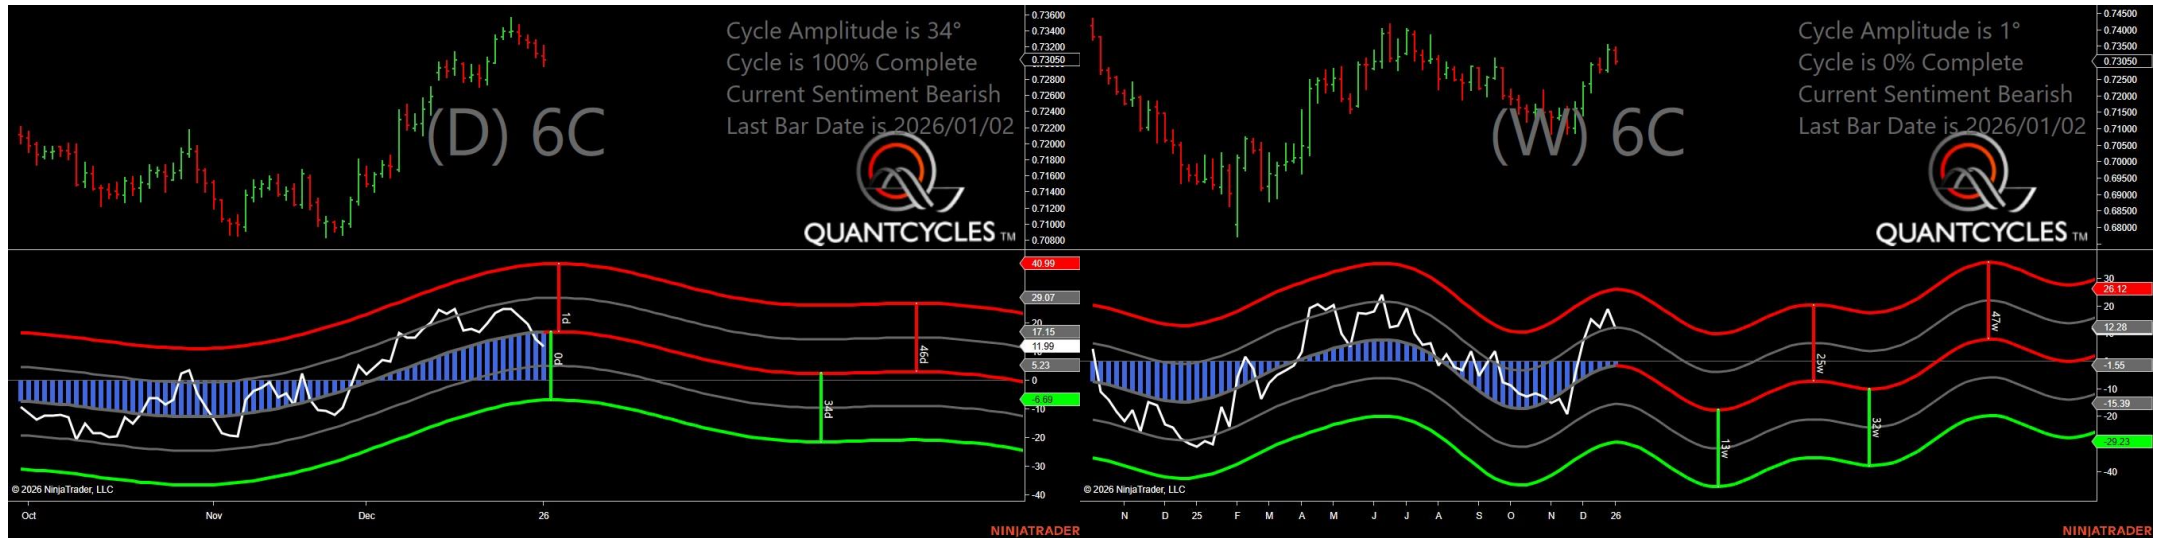 Cycle Amplitude is 34°
Cycle is 100% Complete
Current Sentiment Bearish
Last Bar Date is 2026/01/02
(D) 6C
QUANTCYCLES TM
0.73600
0.73400
0.73200
0.73050
0.72800
0.72600
0.72400
0.72200
0.72000
0.71800
0.71600
0.71400
0.71200
0.71000
0.70800
40.99
29.07
20
17.15
11.99
10
5.23
0
-6.69
-10
-20
-30
-40
1d
0d
34d
46d
© 2026 NinjaTrader, LLC
Oct Nov Dec 26
NINJATRADER
Cycle Amplitude is 1°
Cycle is 0% Complete
Current Sentiment Bearish
Last Bar Date is 2026/01/02
(W) 6C
QUANTCYCLES TM
0.74500
0.74000
0.73500
0.73050
0.72500
0.72000
0.71500
0.71000
0.70500
0.70000
0.69500
0.69000
0.68500
0.68000
30
26.12
20
12.28
-1.55
-10
-15.39
-20
-29.23
-40
13w
25w
32w
47w
© 2026 NinjaTrader, LLC
N D 25 F M A M J J A S O N D 26
NINJATRADER